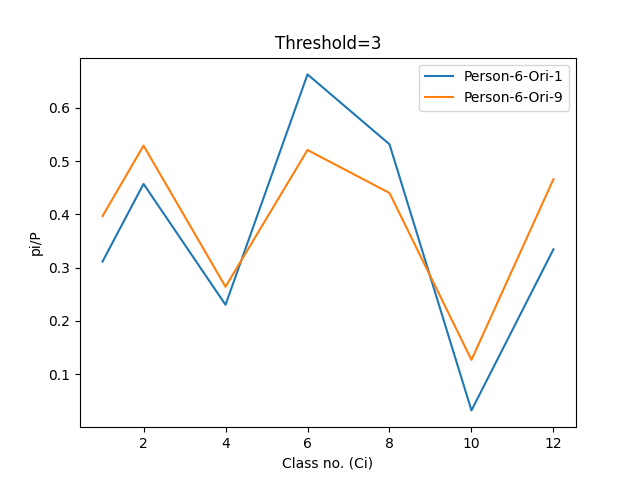 Threshold=3
Person-6-Ori-1
Person-6-Ori-9
pi/P
0.6
0.5
0.4
0.3
0.2
0.1
2 4 6 8 10 12
Class no. (Ci)